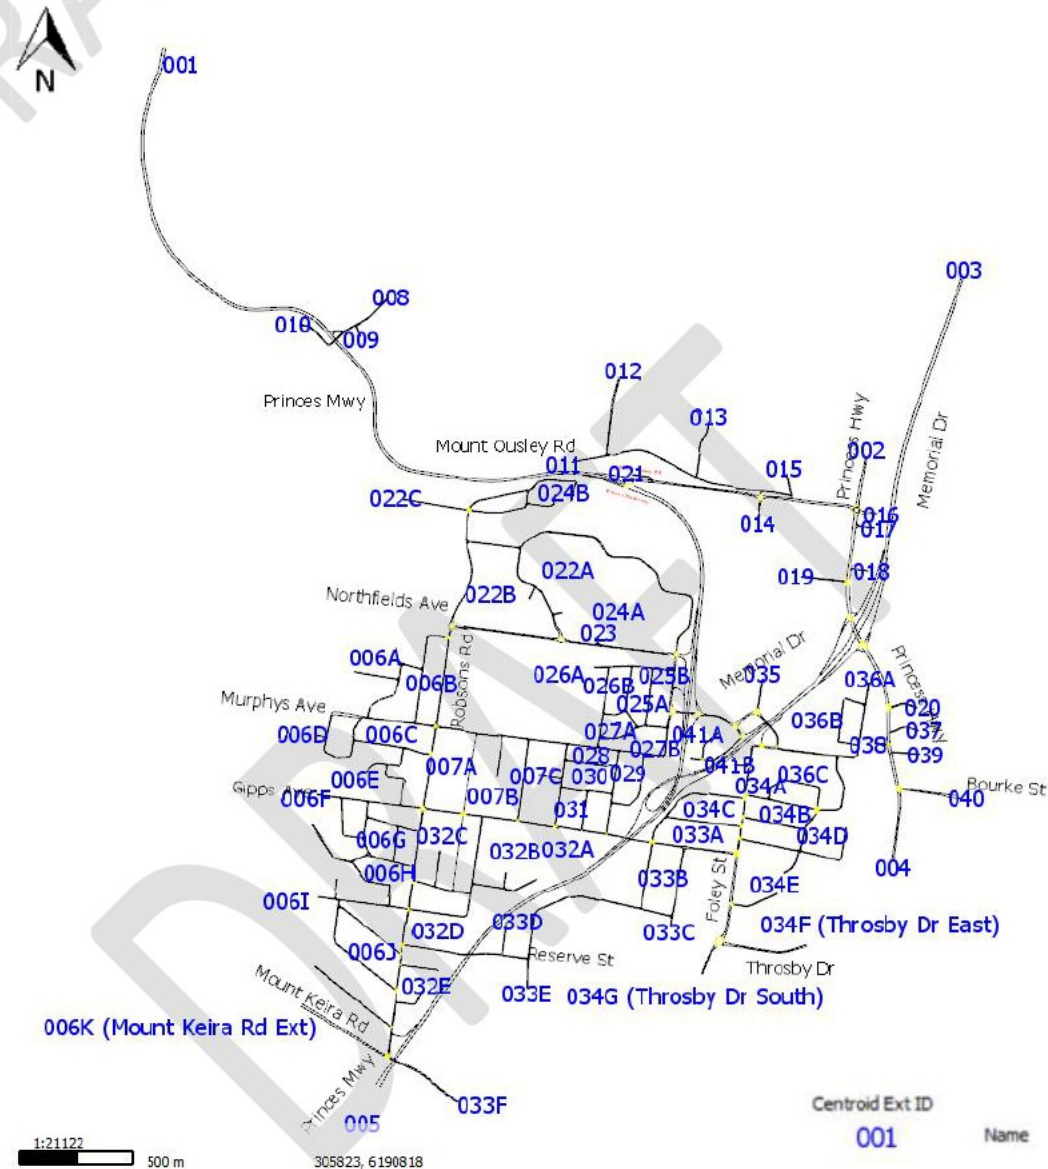 DRAFT
N
001
003
008
010
009
Princes Mwy
012
013
Princes Hwy
Memorial Dr
Mount Ousley Rd
002
011
021
015
022C
024B
014
016
017
022A
019
018
022B
Northfields Ave
024A
023
Robsons Rd
Memorial Dr
006A
026A
025B
035
036A
006B
026B
Murphys Ave
025A
020
036B
006D
006C
027A
041A
037
027B
038
039
028
007A
007C
030
029
041B
036C
006E
034A
Bourke St
Gipps Ave
006F
007B
040
031
034C
034B
006G
032C
033A
034D
032B
032A
004
006H
033B
034E
Foley St
006I
033D
034F (Throsby Dr East)
032D
033C
006J
Reserve St
Throsby Dr
032E
033E
034G (Throsby Dr South)
Mount Keira Rd
006K (Mount Keira Rd Ext)
Princes Mwy
033F
005
Centroid Ext ID
001
Name
1:21122
500 m
305823, 6190818